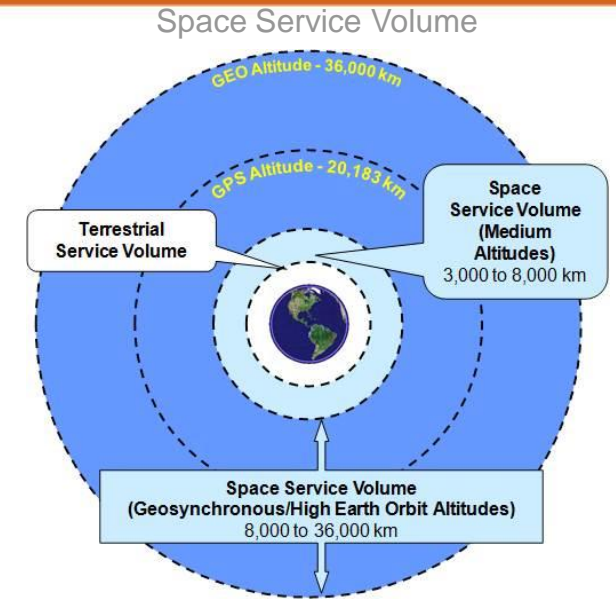 Space Service Volume
GEO Altitude - 36,000 km
GPS Altitude - 20,183 km
Terrestrial
Service Volume
Space
Service Volume
(Medium
Altitudes)
3,000 to 8,000 km
Space Service Volume
(Geosynchronous/High Earth Orbit Altitudes)
8,000 to 36,000 km